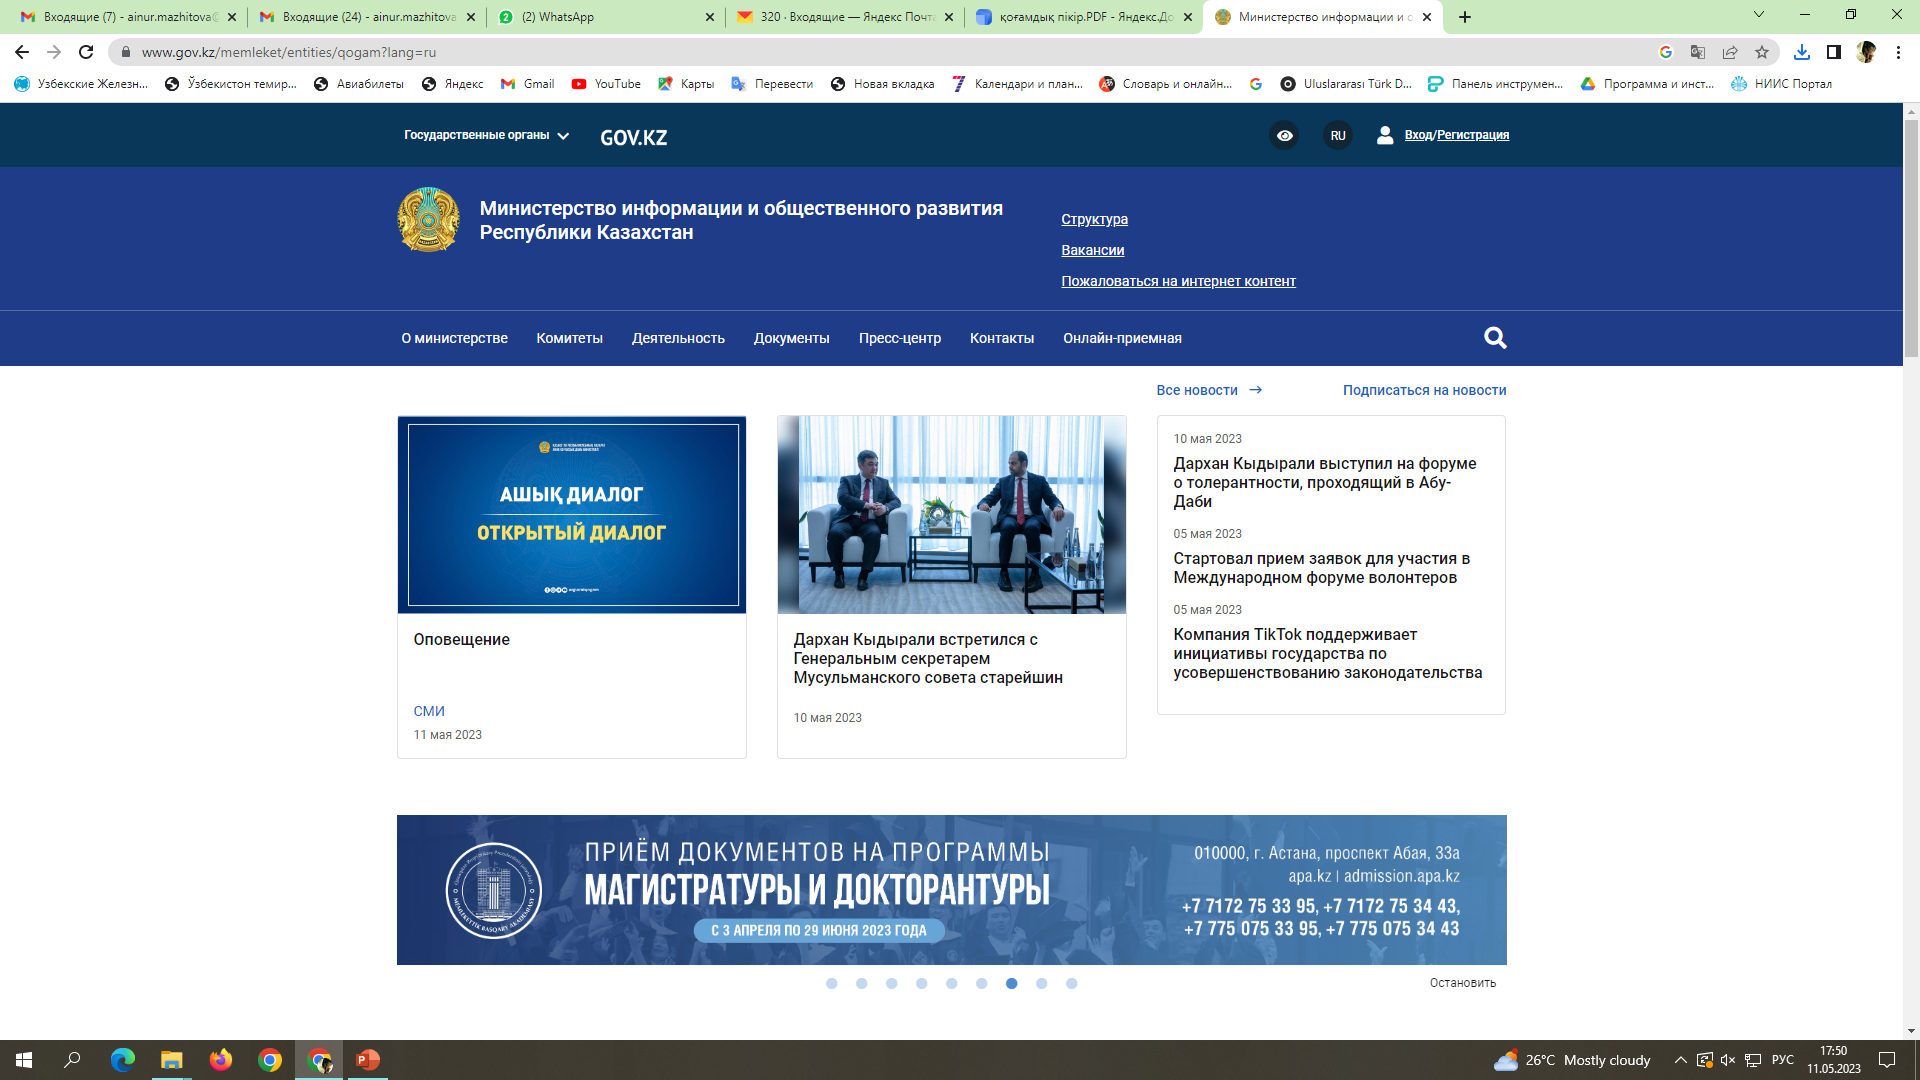 Входящие (7) - ainur.mazhitova@
Входящие (24) - ainur.mazhitova
(2) WhatsApp
320 · Входящие — Яндекс Почта
қоғамдық пікір.PDF - Яндекс.До
Министерство информации и о
www.gov.kz/memleket/entities/qogam?lang=ru
Узбекские Железн...
Ўзбекистон темир...
Авиабилеты
Яндекс
Gmail
YouTube
Карты
Перевести
Новая вкладка
Календари и план...
Словарь и онлайн...
Uluslararası Türk D...
Панель инструмен...
Программа и инст...
НИИС Портал
Государственные органы
GOV.KZ
RU
Вход/Регистрация
Министерство информации и общественного развития
Республики Казахстан
Структура
Вакансии
Пожаловаться на интернет контент
О министерстве
Комитеты
Деятельность
Документы
Пресс-центр
Контакты
Онлайн-приемная
Все новости →
Подписаться на новости
АШЫҚ ДИАЛОГ
ОТКРЫТЫЙ ДИАЛОГ
Оповещение
СМИ
11 мая 2023
Дархан Кыдырали встретился с
Генеральным секретарем
Мусульманского совета старейшин
10 мая 2023
10 мая 2023
Дархан Кыдырали выступил на форуме
о толерантности, проходящий в Абу-
Даби
05 мая 2023
Стартовал прием заявок для участия в
Международном форуме волонтеров
05 мая 2023
Компания TikTok поддерживает
инициативы государства по
усовершенствованию законодательства
ПРИЁМ ДОКУМЕНТОВ НА ПРОГРАММЫ
МАГИСТРАТУРЫ И ДОКТОРАНТУРЫ
С 3 АПРЕЛЯ ПО 29 ИЮНЯ 2023 ГОДА
010000, г. Астана, проспект Абая, 33а
apa.kz | admission.apa.kz
+7 7172 75 33 95, +7 7172 75 34 43,
+7 775 075 33 95, +7 775 075 34 43
Остановить
26°C Mostly cloudy
РУС
17:50
11.05.2023